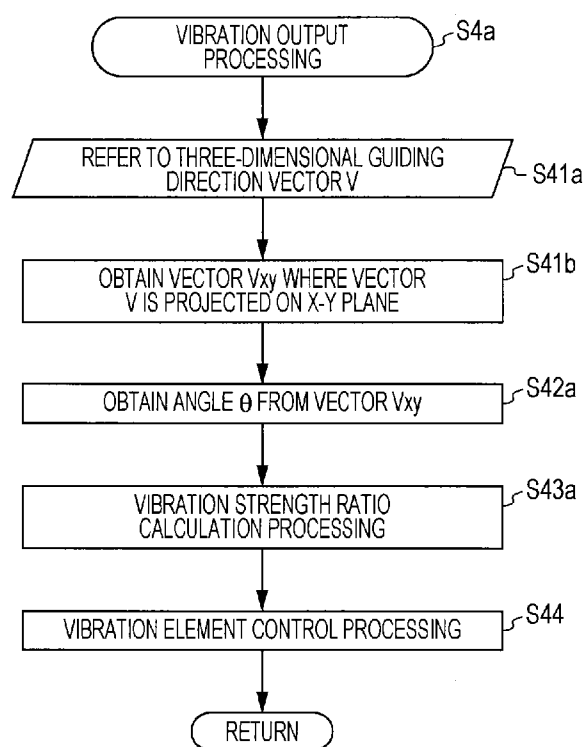 VIBRATION OUTPUT
PROCESSING
S4a
REFER TO THREE-DIMENSIONAL GUIDING
DIRECTION VECTOR V
S41a
OBTAIN VECTOR Vxy WHERE VECTOR
V IS PROJECTED ON X-Y PLANE
S41b
OBTAIN ANGLE θ FROM VECTOR Vxy
S42a
VIBRATION STRENGTH RATIO
CALCULATION PROCESSING
S43a
VIBRATION ELEMENT CONTROL PROCESSING
S44
RETURN